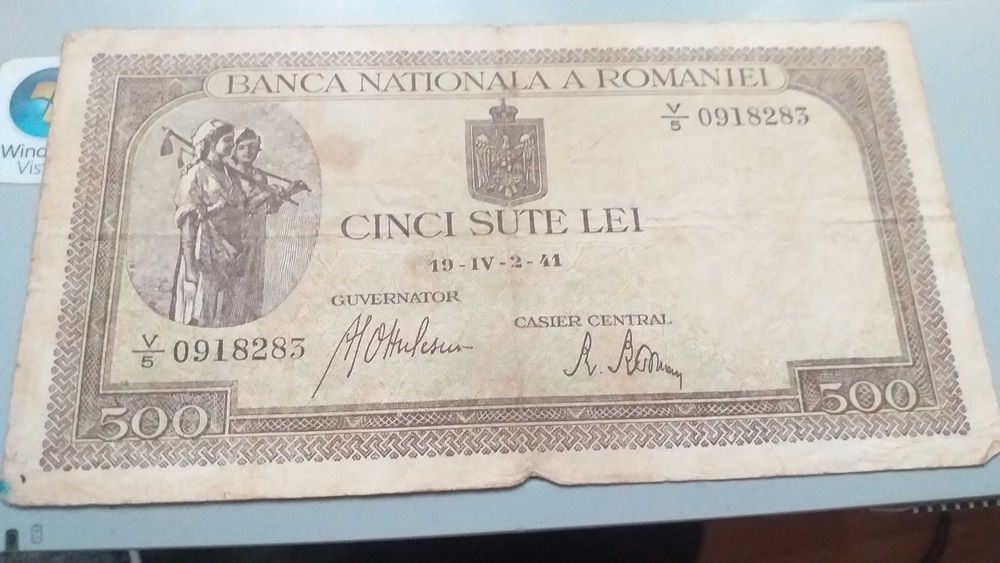 BANCA NATIONALA A ROMANIEI
V/5 0918283
CINCI SUTE LEI
19-IV-2-41
GUVERNATOR
CASIER CENTRAL
V/5 0918283
500
500
Wind
Vis